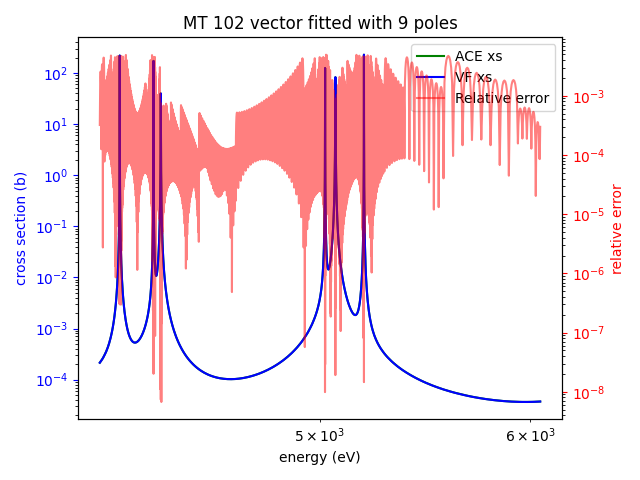 MT 102 vector fitted with 9 poles
ACE xs
VF xs
Relative error
10²
10¹
10⁰
10⁻¹
10⁻²
10⁻³
10⁻⁴
cross section (b)
10⁻³
10⁻⁴
10⁻⁵
10⁻⁶
10⁻⁷
10⁻⁸
relative error
5 × 10³
6 × 10³
energy (eV)